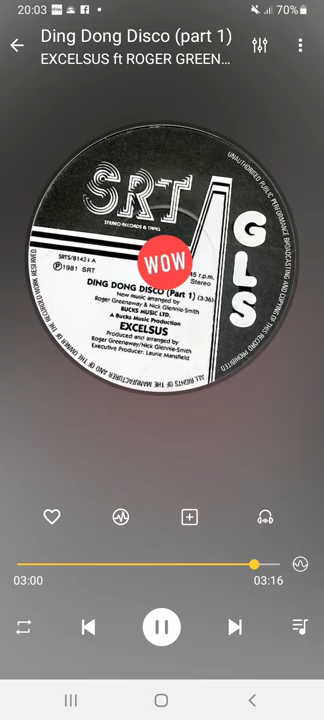 20:03
70%
Ding Dong Disco (part 1)
EXCELSUS ft ROGER GREEN...
SRT
STEREO RECORDS & TAPES
UNAUTHORISED PUBLIC PERFORMANCE BROADCASTING AND COPYING OF THIS RECORD PROHIBITED
GLS
SRTS/81434 A
Ⓟ1981 SRT
WOW
45 r.p.m.
Stereo
DING DONG DISCO (Part 1) (3:36)
New music arranged by
Roger Greenaway/Nick Glennie-Smith
BUCKS MUSIC LTD.
A Bucks Music Production
EXCELSUS
Produced and arranged by
Roger Greenaway/Nick Glennie-Smith
Executive Producer: Laurie Mansfield
ALL RIGHTS OF THE MANUFACTURER AND OF THE OWNER OF THE RECORDED WORK RESERVED
03:00
03:16